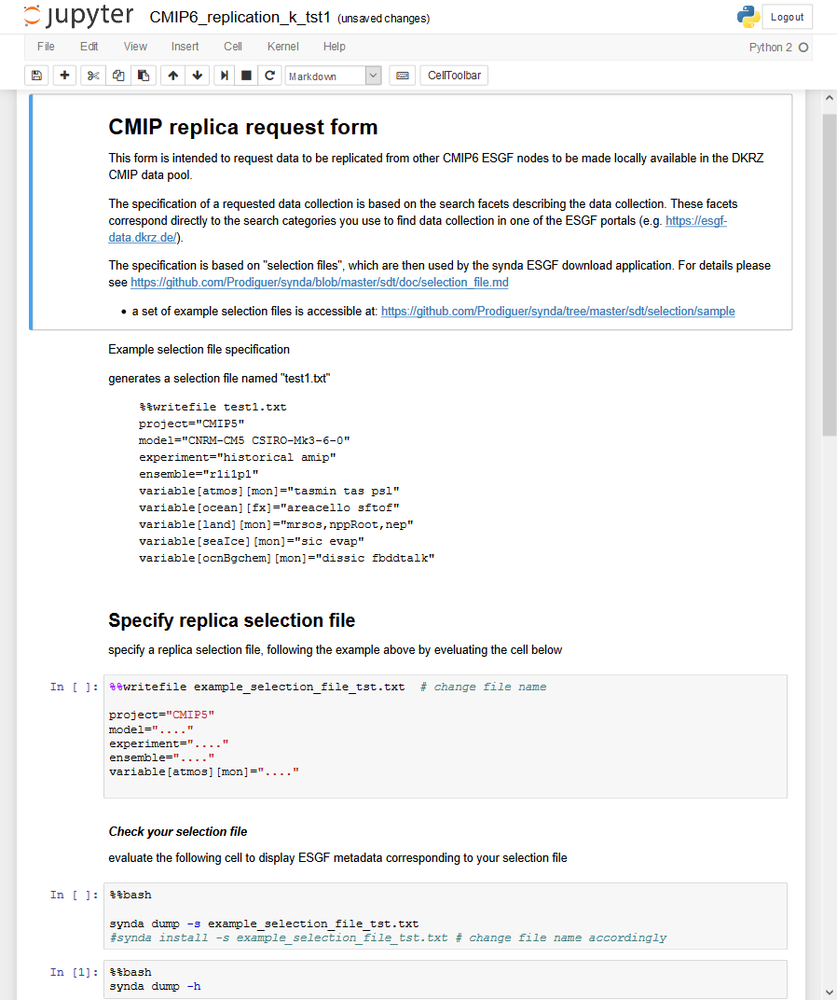 jupyter CMIP6_replication_k_tst1 (unsaved changes) Logout
File Edit View Insert Cell Kernel Help Python 2
Markdown CellToolbar
CMIP replica request form
This form is intended to request data to be replicated from other CMIP6 ESGF nodes to be made locally available in the DKRZ
CMIP data pool.
The specification of a requested data collection is based on the search facets describing the data collection. These facets
correspond directly to the search categories you use to find data collection in one of the ESGF portals (e.g. https://esgf-
data.dkrz.de/).
The specification is based on "selection files", which are then used by the synda ESGF download application. For details please
see https://github.com/Prodiguer/synda/blob/master/sdt/doc/selection_file.md
• a set of example selection files is accessible at: https://github.com/Prodiguer/synda/tree/master/sdt/selection/sample
Example selection file specification
generates a selection file named "test1.txt"
%%writefile test1.txt
project="CMIP5"
model="CNRM-CM5 CSIRO-Mk3-6-0"
experiment="historical amip"
ensemble="r1i1p1"
variable[atmos][mon]="tasmin tas psl"
variable[ocean][fx]="areacello sftof"
variable[land][mon]="mrsos,nppRoot,nep"
variable[seaIce][mon]="sic evap"
variable[ocnBgchem][mon]="dissic fbddtalk"
Specify replica selection file
specify a replica selection file, following the example above by eveluating the cell below
In [ ]: %%writefile example_selection_file_tst.txt # change file name
project="CMIP5"
model="...."
experiment="...."
ensemble="...."
variable[atmos][mon]="...."
Check your selection file
evaluate the following cell to display ESGF metadata corresponding to your selection file
In [ ]: %%bash
synda dump -s example_selection_file_tst.txt
#synda install -s example_selection_file_tst.txt # change file name accordingly
In [1]: %%bash
synda dump -h